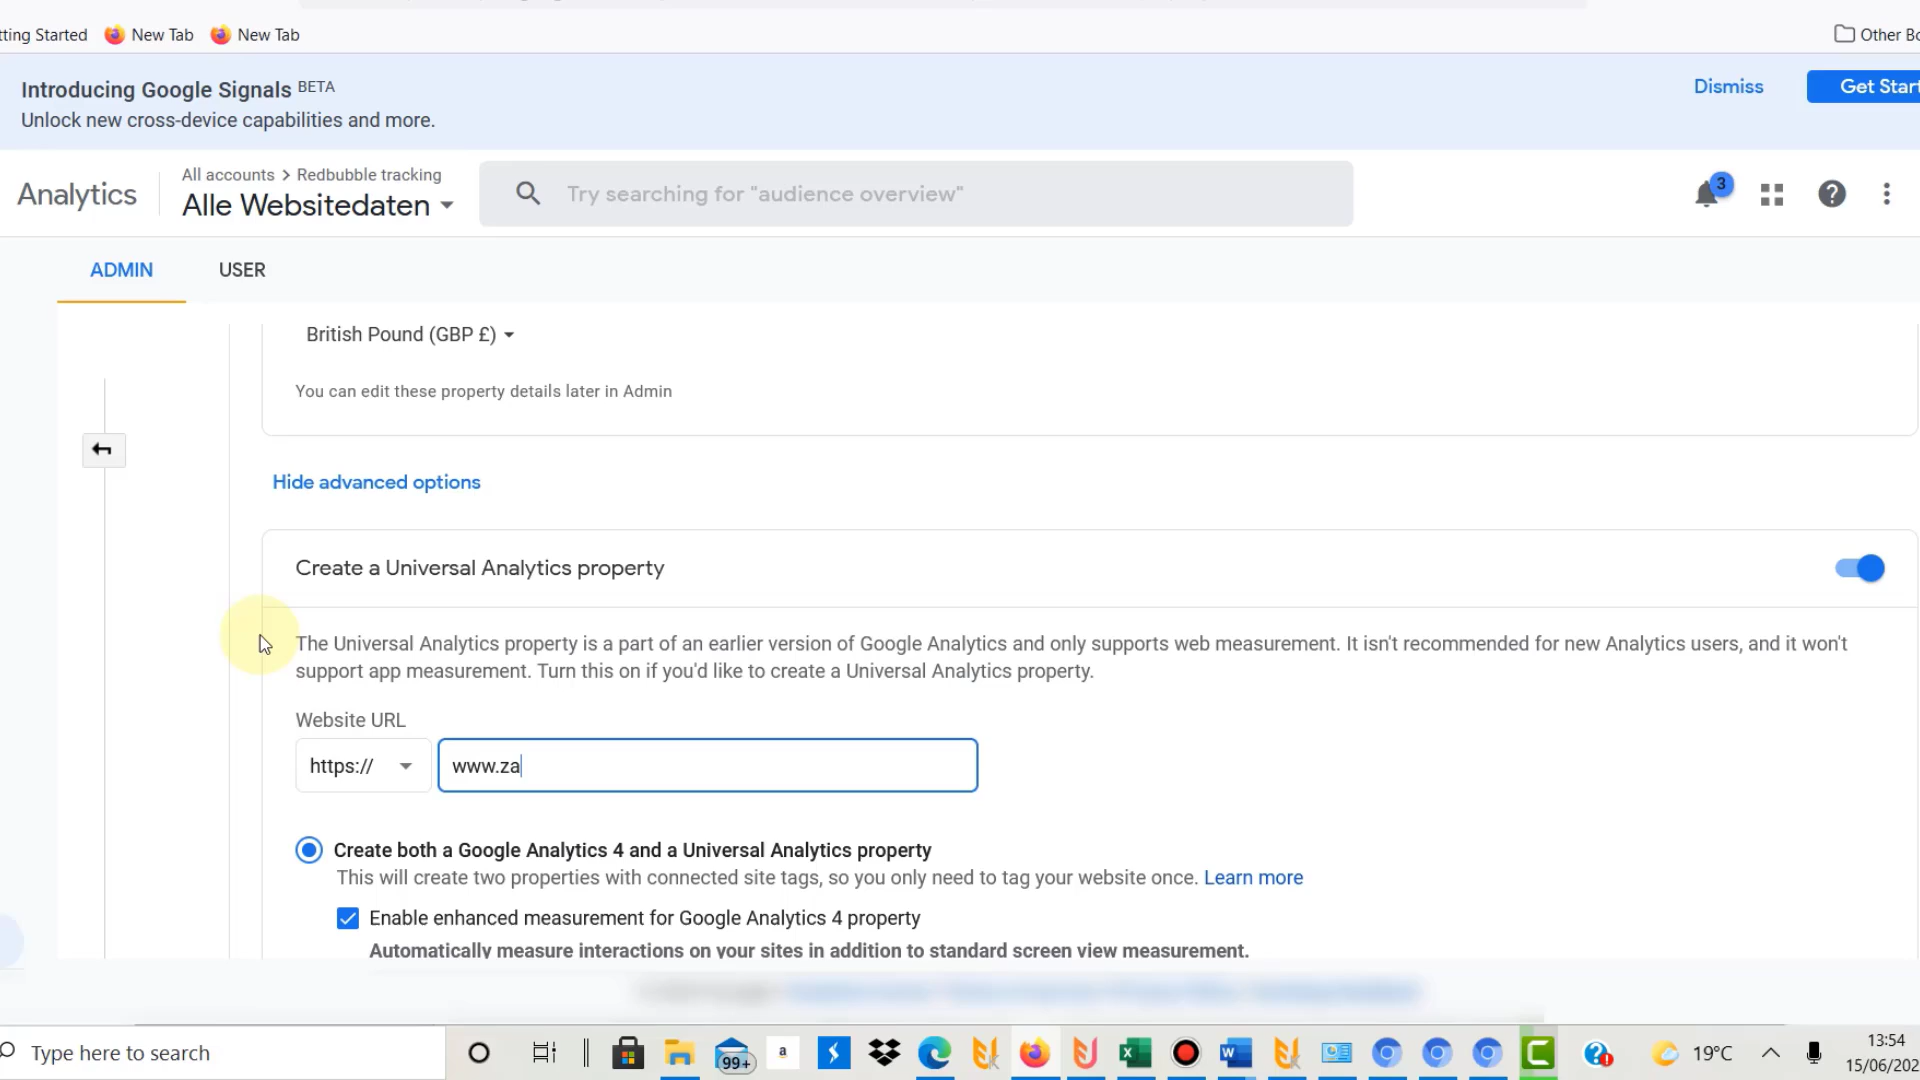 tting Started New Tab New Tab Other Bo
Introducing Google Signals BETA
Dismiss Get Start
Unlock new cross-device capabilities and more.
Analytics
All accounts > Redbubble tracking
Alle Websitedaten
Try searching for "audience overview"
3
ADMIN USER
British Pound (GBP £)
You can edit these property details later in Admin
Hide advanced options
Create a Universal Analytics property
The Universal Analytics property is a part of an earlier version of Google Analytics and only supports web measurement. It isn't recommended for new Analytics users, and it won't
support app measurement. Turn this on if you'd like to create a Universal Analytics property.
Website URL
https:// www.za
Create both a Google Analytics 4 and a Universal Analytics property
This will create two properties with connected site tags, so you only need to tag your website once. Learn more
Enable enhanced measurement for Google Analytics 4 property
Automatically measure interactions on your sites in addition to standard screen view measurement.
Type here to search
99+
a
19°C
13:54
15/06/202